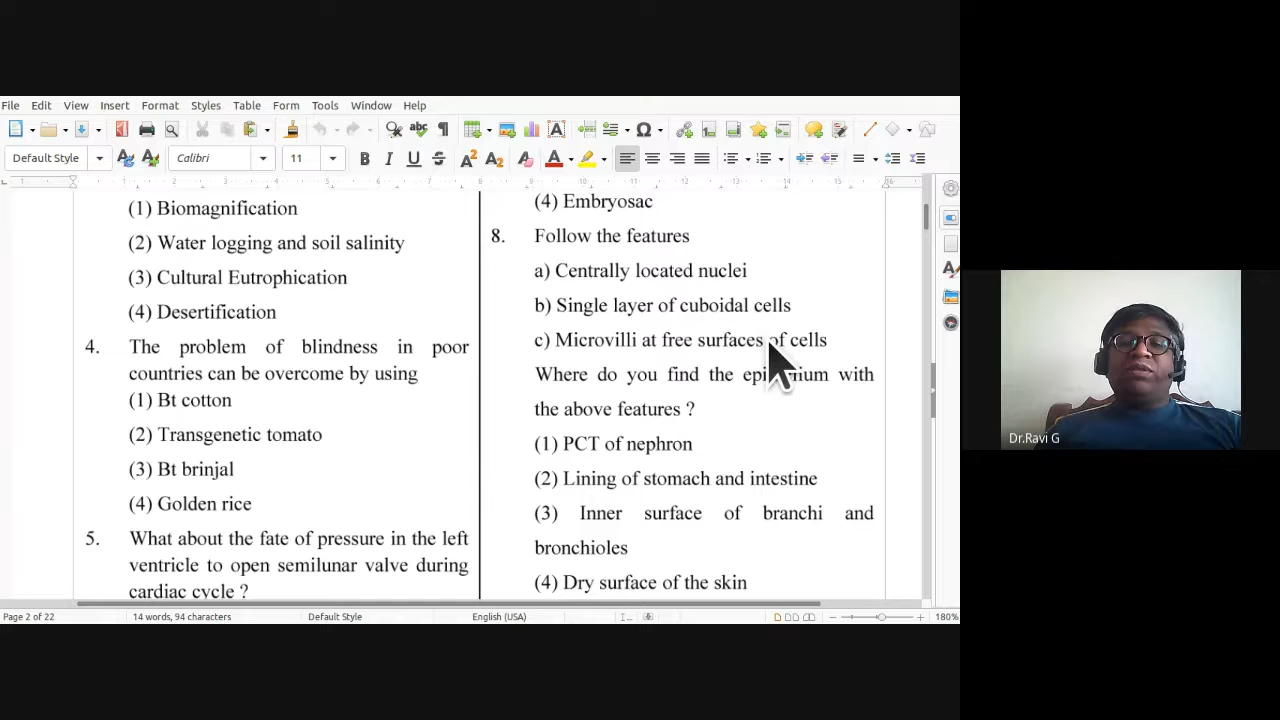 File Edit View Insert Format Styles Table Form Tools Window Help
Default Style Calibri 11
(1) Biomagnification
(2) Water logging and soil salinity
(3) Cultural Eutrophication
(4) Desertification
4. The problem of blindness in poor
countries can be overcome by using
(1) Bt cotton
(2) Transgenetic tomato
(3) Bt brinjal
(4) Golden rice
5. What about the fate of pressure in the left
ventricle to open semilunar valve during
cardiac cycle ?
(4) Embryosac
8. Follow the features
a) Centrally located nuclei
b) Single layer of cuboidal cells
c) Microvilli at free surfaces of cells
Where do you find the epithelium with
the above features ?
(1) PCT of nephron
(2) Lining of stomach and intestine
(3) Inner surface of branchi and
bronchioles
(4) Dry surface of the skin
Page 2 of 22 14 words, 94 characters Default Style English (USA) 180%
Dr.Ravi G